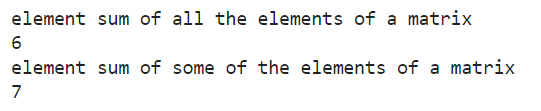 element sum of all the elements of a matrix
6
element sum of some of the elements of a matrix
7